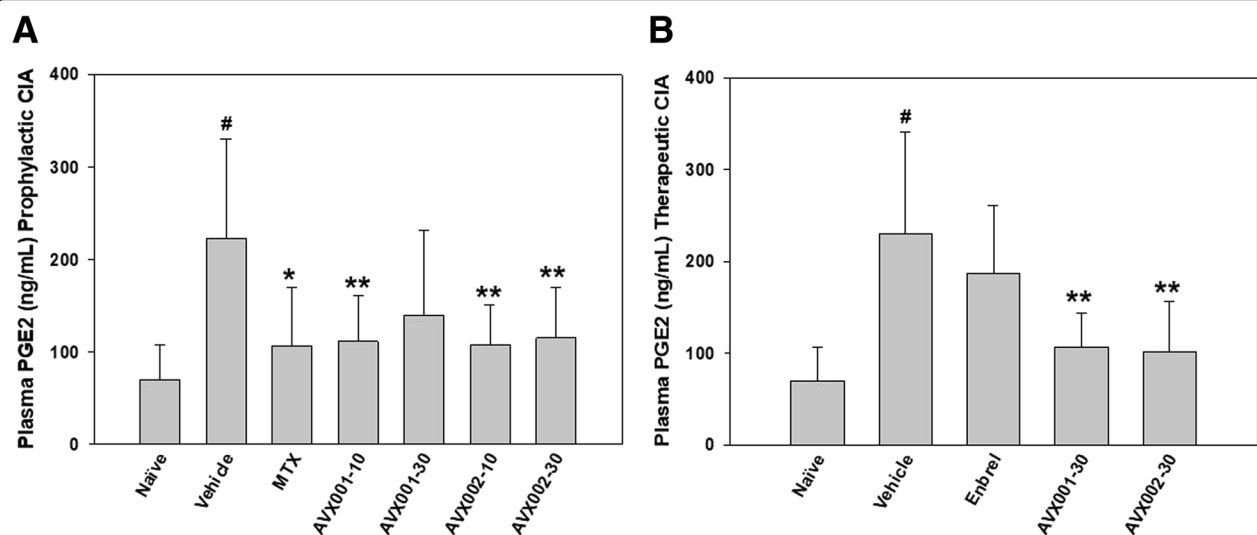 A
Plasma PGE2 (ng/mL) Prophylactic CIA
400
300
200
100
0
#
*
**
**
**
Naïve
Vehicle
MTX
AVX001-10
AVX001-30
AVX002-10
AVX002-30
B
Plasma PGE2 (ng/mL) Therapeutic CIA
400
300
200
100
0
#
**
**
Naïve
Vehicle
Enbrel
AVX001-30
AVX002-30